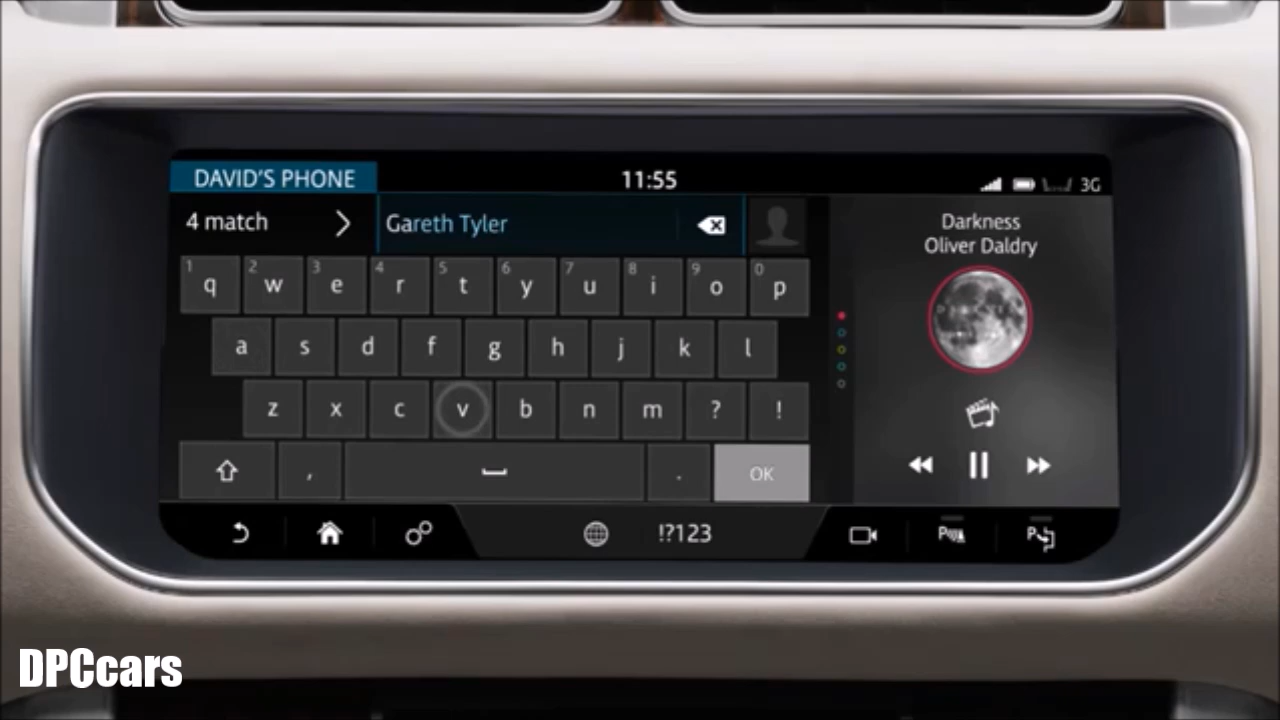 DAVID'S PHONE
11:55
3G
4 match
Gareth Tyler
Darkness
Oliver Daldry
1 q 2 w 3 e 4 r 5 t 6 y 7 u 8 i 9 o 0 p
a s d f g h j k l
z x c v b n m ? !
, . OK
!?123
P
P
DPCcars